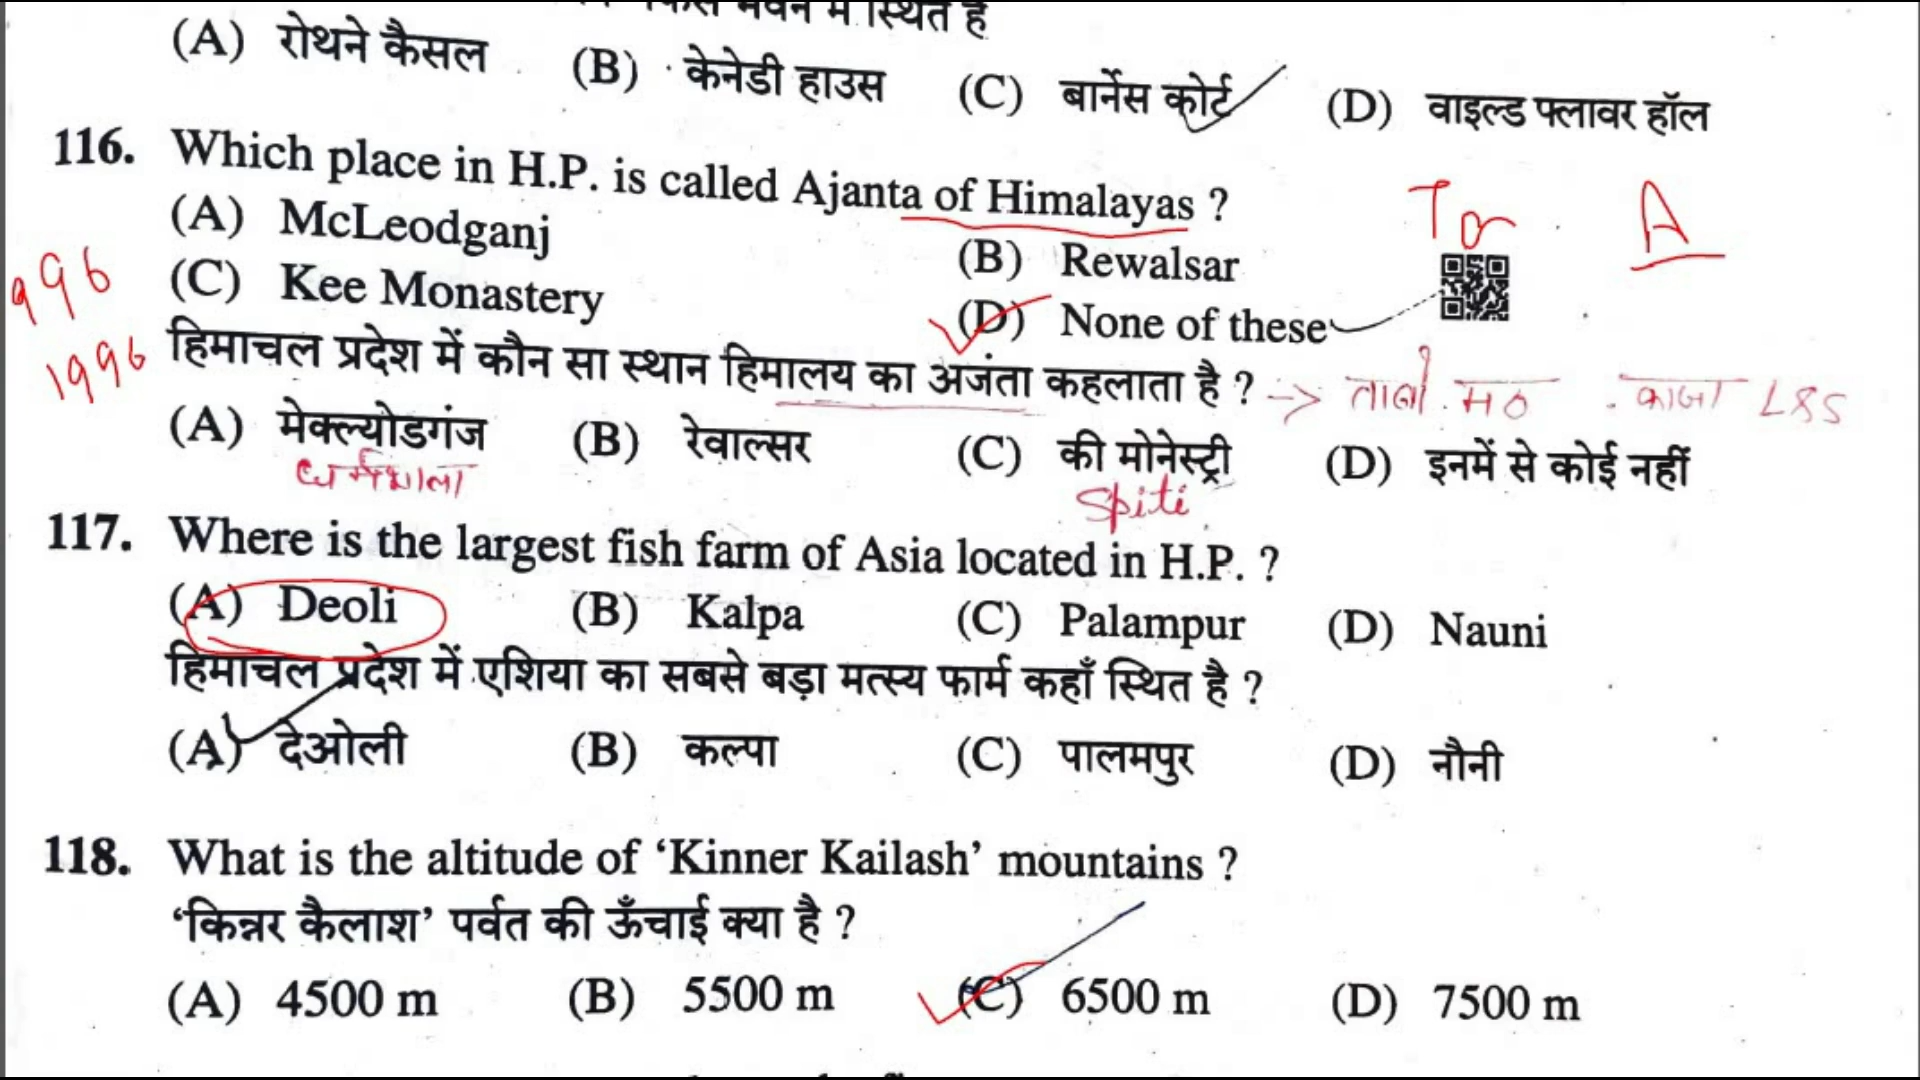 स्थित है
(A) रोथने कैसल (B) केनेडी हाउस (C) बार्नेस कोर्ट (D) वाइल्ड फ्लावर हॉल
116. Which place in H.P. is called Ajanta of Himalayas ?
(A) McLeodganj (B) Rewalsar
(C) Kee Monastery (D) None of these
996
1996
हिमाचल प्रदेश में कौन सा स्थान हिमालय का अजंता कहलाता है ? → ताबो मठ काजा L&S
(A) मेक्ल्योडगंज (B) रेवाल्सर (C) की मोनेस्ट्री (D) इनमें से कोई नहीं
धर्मशाला Spiti
117. Where is the largest fish farm of Asia located in H.P. ?
(A) Deoli (B) Kalpa (C) Palampur (D) Nauni
हिमाचल प्रदेश में एशिया का सबसे बड़ा मत्स्य फार्म कहाँ स्थित है ?
(A) देओली (B) कल्पा (C) पालमपुर (D) नौनी
118. What is the altitude of ‘Kinner Kailash’ mountains ?
‘किन्नर कैलाश’ पर्वत की ऊँचाई क्या है ?
(A) 4500 m (B) 5500 m (C) 6500 m (D) 7500 m